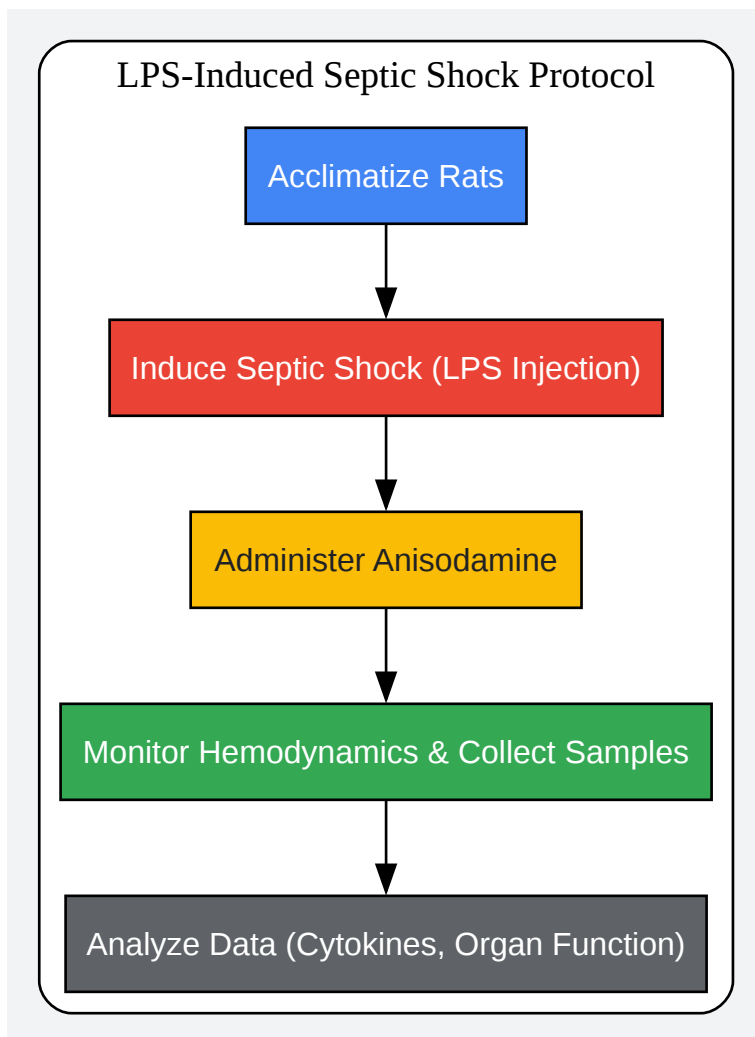 LPS-Induced Septic Shock Protocol
Acclimatize Rats
Induce Septic Shock (LPS Injection)
Administer Anisodamine
Monitor Hemodynamics & Collect Samples
Analyze Data (Cytokines, Organ Function)